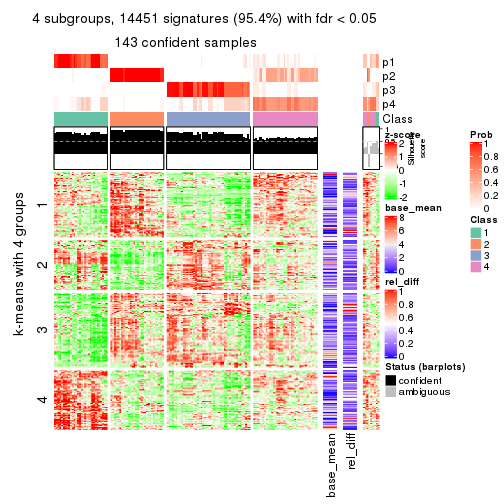 4 subgroups, 14451 signatures (95.4%) with fdr < 0.05
143 confident samples
p1
p2
p3
p4
Class
1
0.5
0
Silhouette
score
k-means with 4 groups
1
2
3
4
base_mean
rel_diff
z-score
2
1
0
-1
-2
base_mean
8
6
4
2
0
rel_diff
1
0.8
0.6
0.4
0.2
0
Status (barplots)
confident
ambiguous
Prob
1
0.8
0.6
0.4
0.2
0
Class
1
2
3
4